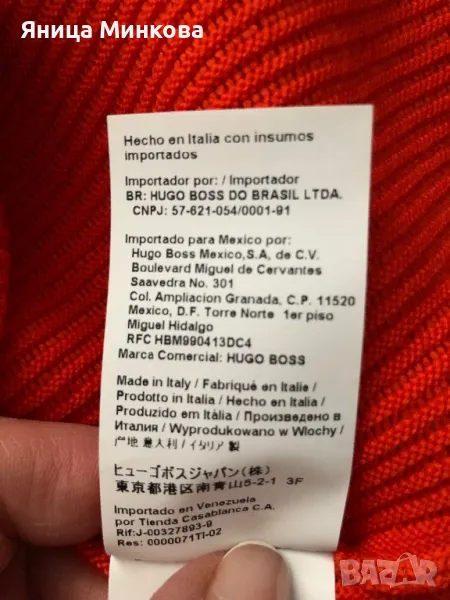 Яница Минкова
Hecho en Italia con insumos
importados
Importador por: / Importador
BR: HUGO BOSS DO BRASIL LTDA.
CNPJ: 57-621-054/0001-91
Importado para Mexico por:
Hugo Boss Mexico,S.A, de C.V.
Boulevard Miguel de Cervantes
Saavedra No. 301
Col. Ampliacion Granada, C.P. 11520
Mexico, D.F. Torre Norte 1er piso
Miguel Hidalgo
RFC HBM990413DC4
Marca Comercial: HUGO BOSS
Made in Italy / Fabriqué en Italie /
Prodotto in Italia / Hecho en Italia /
Produzido em Itália / Произведено в
Италия / Wyprodukowano w Włochy /
产地 意大利 / イタリア 製
ヒューゴボスジャパン(株)
東京都港区南青山5-2-1 3F
Importado en Venezuela
por Tienda Casablanca C.A.
Rif:J-00327893-9
Res: 0000071TI-02
bazar